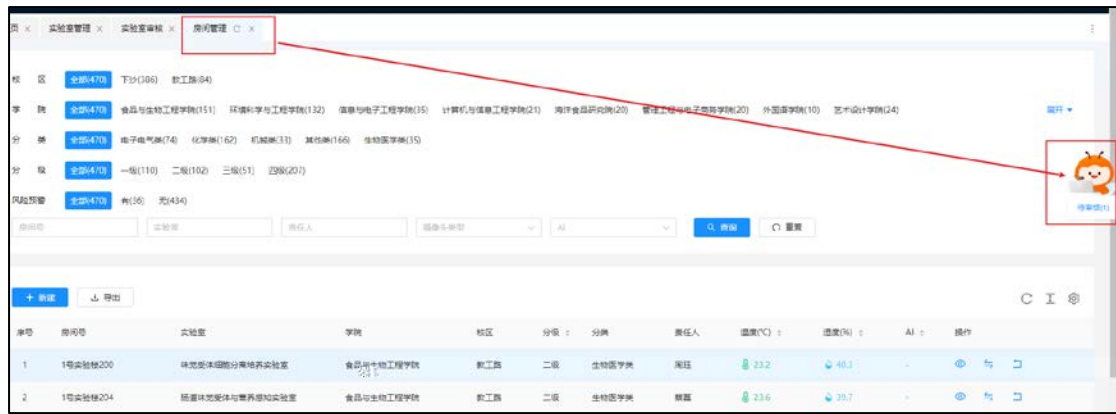 页 × 实验室管理 × 实验室审核 × 房间管理 ×
校 区 全部(470) 下沙(386) 教工路(84)
学 院 全部(470) 食品与生物工程学院(151) 环境科学与工程学院(132) 信息与电子工程学院(35) 计算机与信息工程学院(21) 海洋食品研究院(20) 管理工程与电子商务学院(20) 外国语学院(10) 艺术设计学院(24) 展开
分 类 全部(470) 电子电气类(74) 化学类(162) 机械类(33) 其他类(166) 生物医学类(35)
分 级 全部(470) 一级(110) 二级(102) 三级(51) 四级(207)
风险预警 全部(470) 有(36) 无(434)
待审核(1)
房间号 实验室 责任人 摄像头类型 AI 查询 重置
+ 新建 导出
序号 房间号 实验室 学院 校区 分级 分类 责任人 温度(℃) 湿度(%) AI 操作
1 1号实验楼200 味觉受体细胞分离培养实验室 食品与生物工程学院 教工路 二级 生物医学类 周珏 23.2 40.1 -
2 1号实验楼204 肠道味觉受体与营养感知实验室 食品与生物工程学院 教工路 二级 生物医学类 23.6 39.7 -